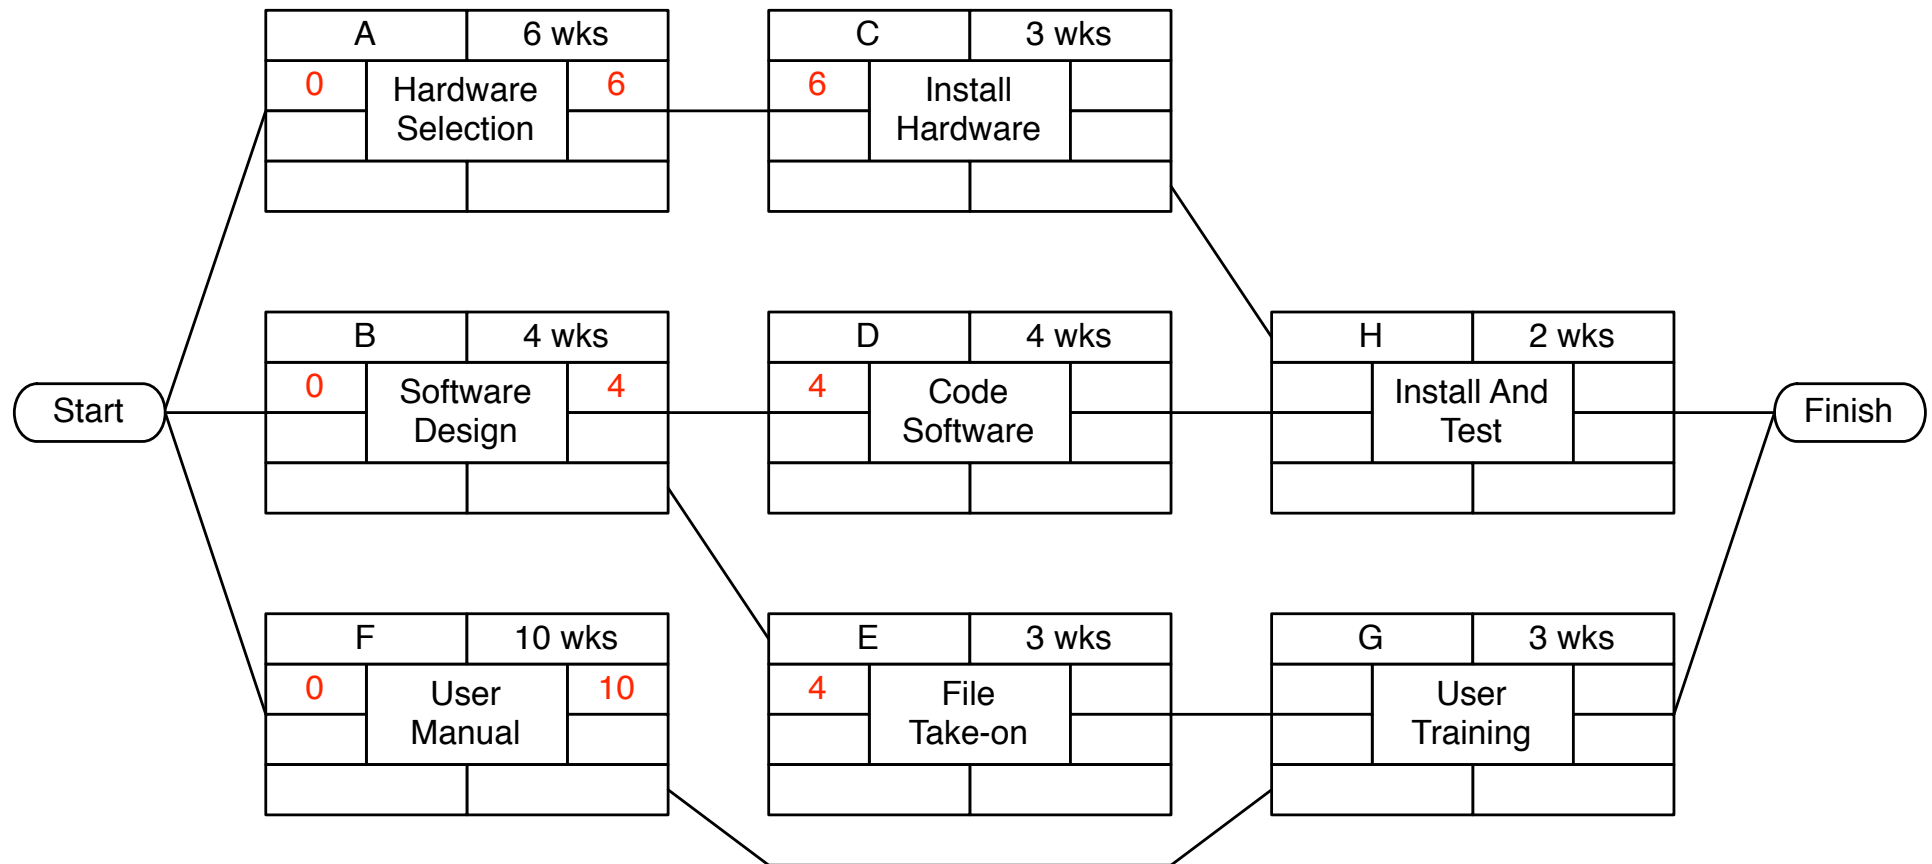 A 6 wks
0 Hardware 6
Selection
C 3 wks
6 Install
Hardware
B 4 wks
0 Software 4
Design
D 4 wks
4 Code
Software
H 2 wks
Install And
Test
Start
Finish
F 10 wks
0 User 10
Manual
E 3 wks
4 File
Take-on
G 3 wks
User
Training